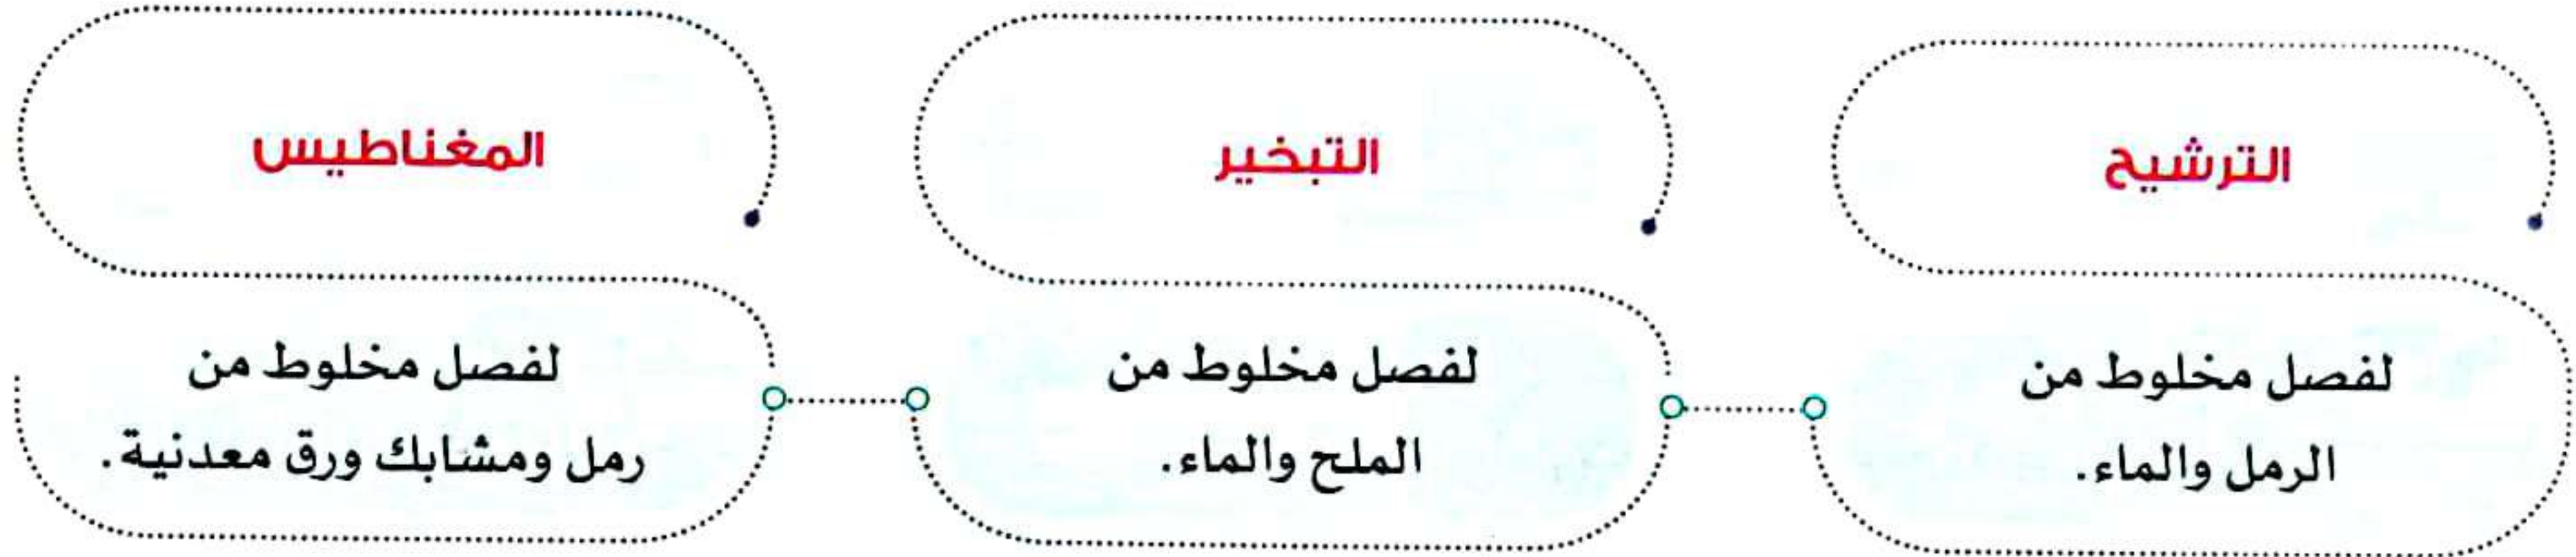 الترشيح
لفصل مخلوط من
الرمل والماء.
التبخير
لفصل مخلوط من
الملح والماء.
المغناطيس
لفصل مخلوط من
رمل ومشابك ورق معدنية.